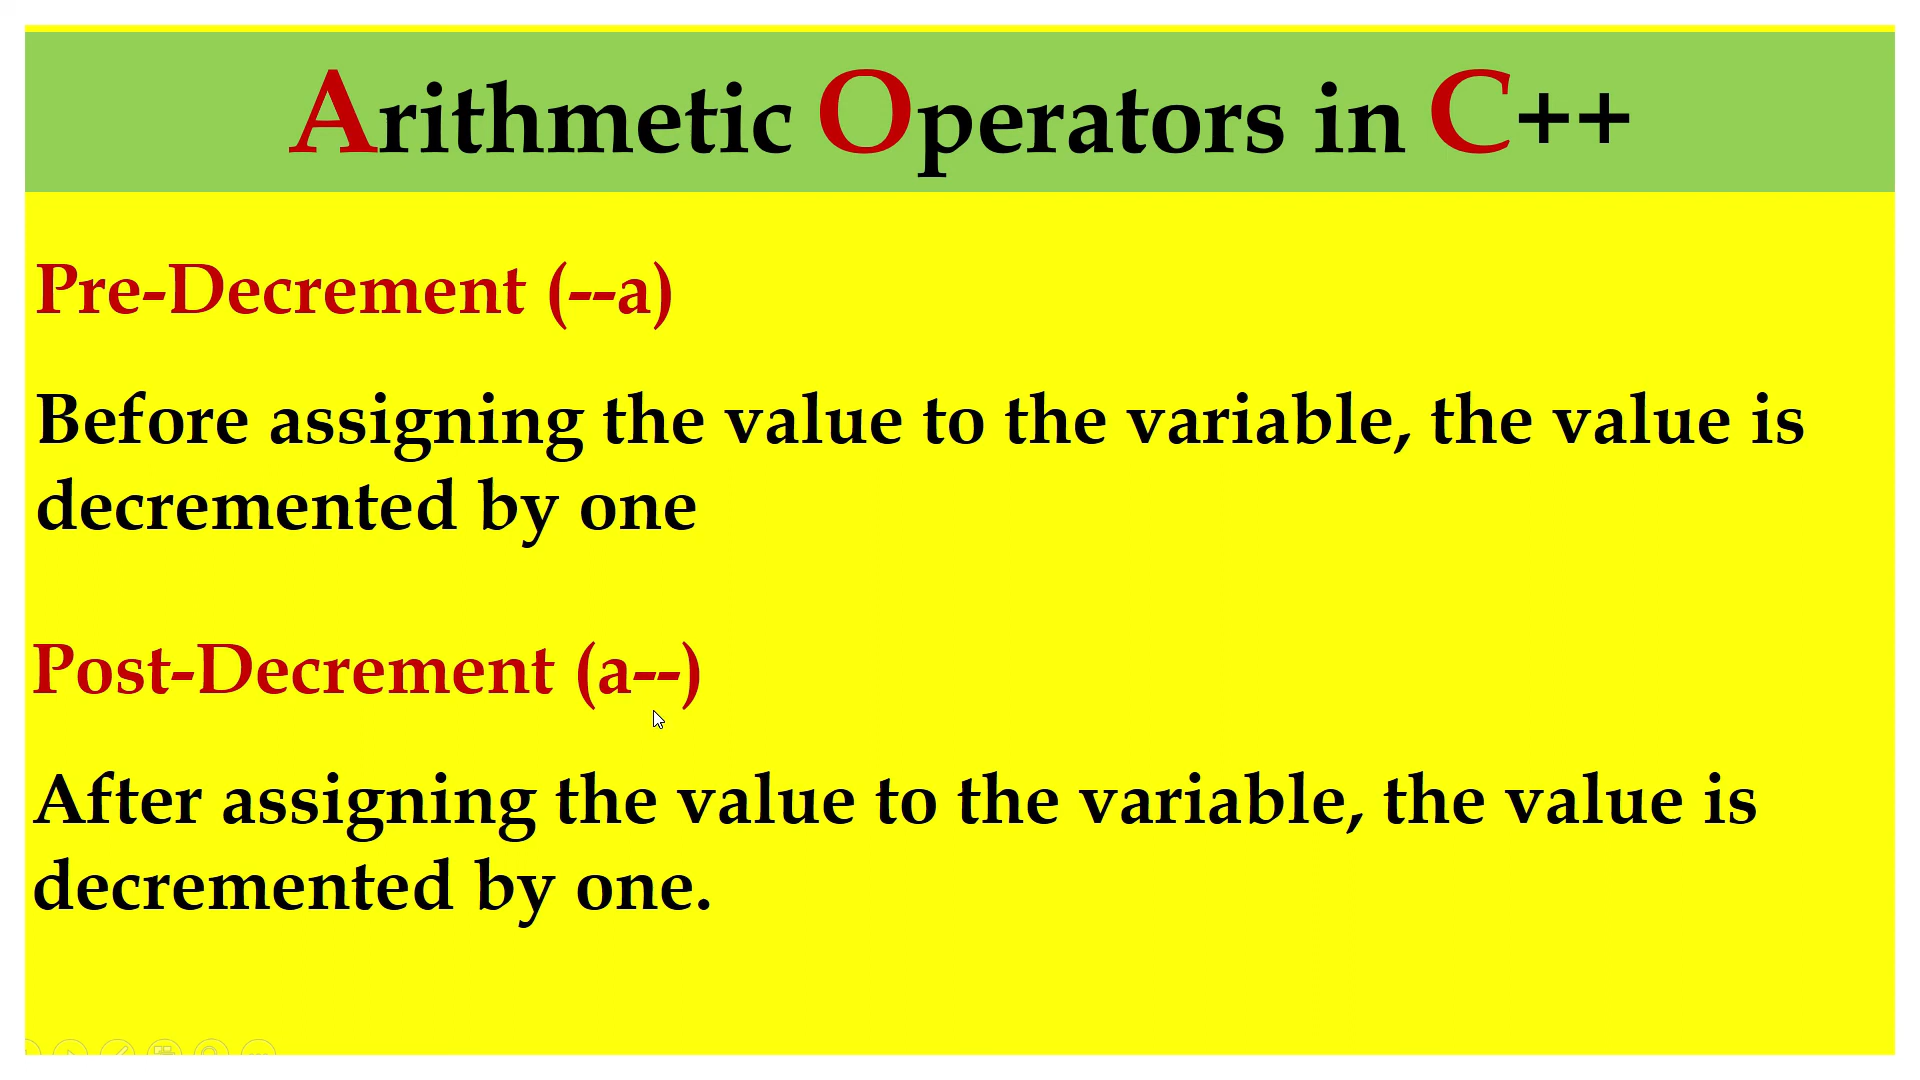 Arithmetic Operators in C++
Pre-Decrement (--a)
Before assigning the value to the variable, the value is
decremented by one
Post-Decrement (a--)
After assigning the value to the variable, the value is
decremented by one.